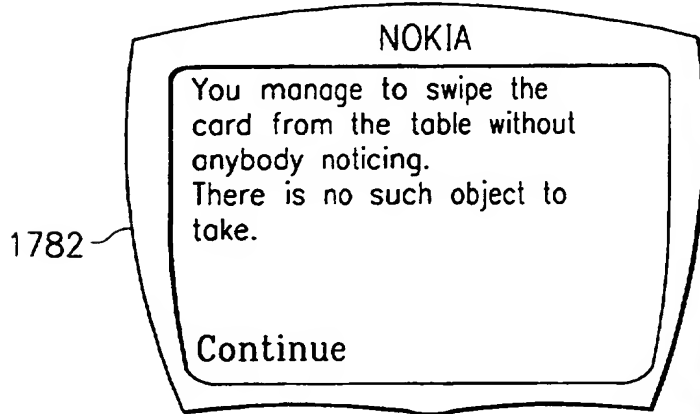 NOKIA
You manage to swipe the
card from the table without
anybody noticing.
There is no such object to
take.
1782
Continue